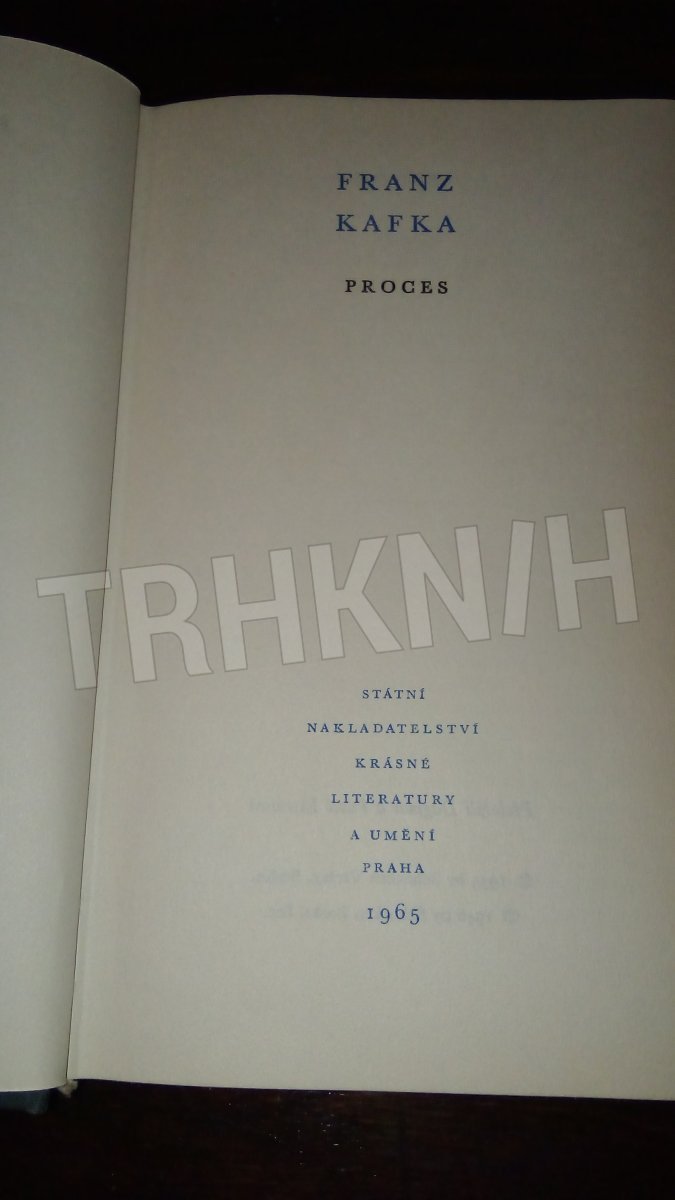 FRANZ
KAFKA
PROCES
TRHKNIH
STÁTNÍ
NAKLADATELSTVÍ
KRÁSNÉ
LITERATURY
A UMĚNÍ
PRAHA
1965